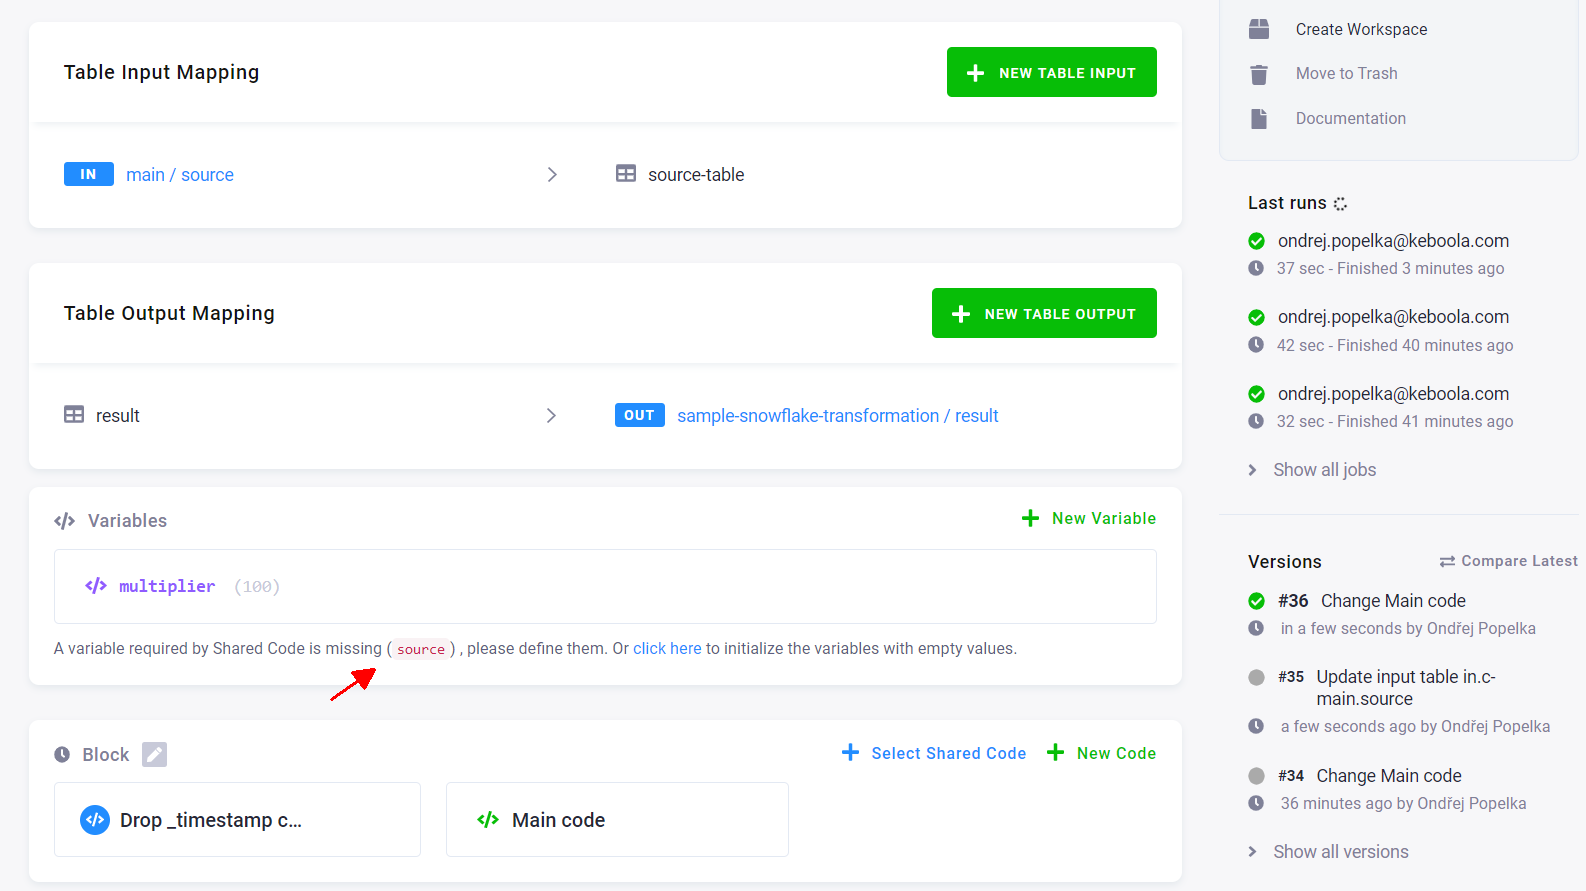 Table Input Mapping
NEW TABLE INPUT
IN main / source
source-table
Table Output Mapping
NEW TABLE OUTPUT
result
OUT sample-snowflake-transformation / result
Variables
New Variable
multiplier (100)
A variable required by Shared Code is missing ( source ) , please define them. Or click here to initialize the variables with empty values.
Block
Select Shared Code
New Code
Drop _timestamp c...
Main code
Create Workspace
Move to Trash
Documentation
Last runs
ondrej.popelka@keboola.com
37 sec - Finished 3 minutes ago
ondrej.popelka@keboola.com
42 sec - Finished 40 minutes ago
ondrej.popelka@keboola.com
32 sec - Finished 41 minutes ago
Show all jobs
Versions
Compare Latest
#36 Change Main code
in a few seconds by Ondřej Popelka
#35 Update input table in.c-
main.source
a few seconds ago by Ondřej Popelka
#34 Change Main code
36 minutes ago by Ondřej Popelka
Show all versions